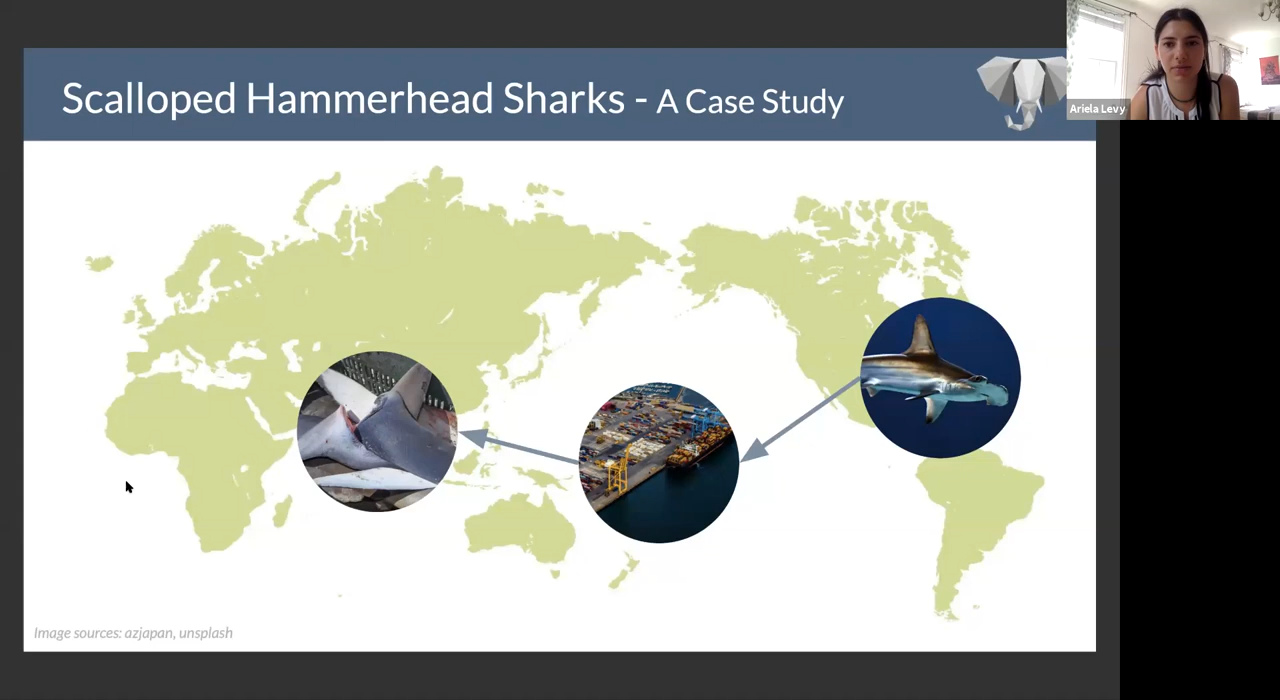 Scalloped Hammerhead Sharks - A Case Study
Ariela Levy
Image sources: azjapan, unsplash